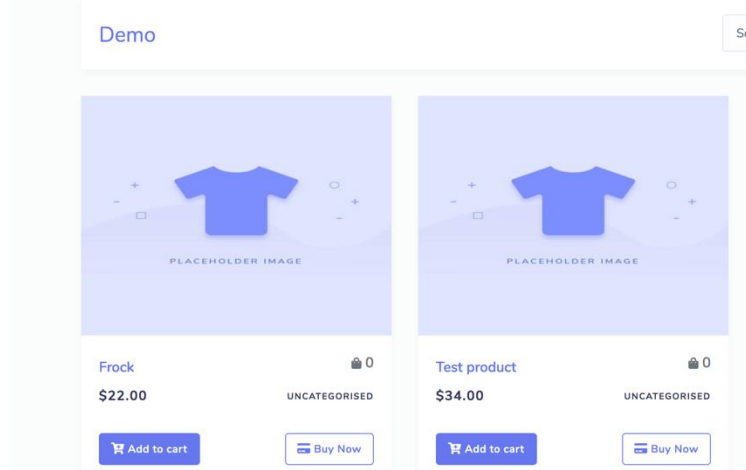 Demo
PLACEHOLDER IMAGE
PLACEHOLDER IMAGE
Frock
0
$22.00
UNCATEGORISED
Add to cart
Buy Now
Test product
0
$34.00
UNCATEGORISED
Add to cart
Buy Now